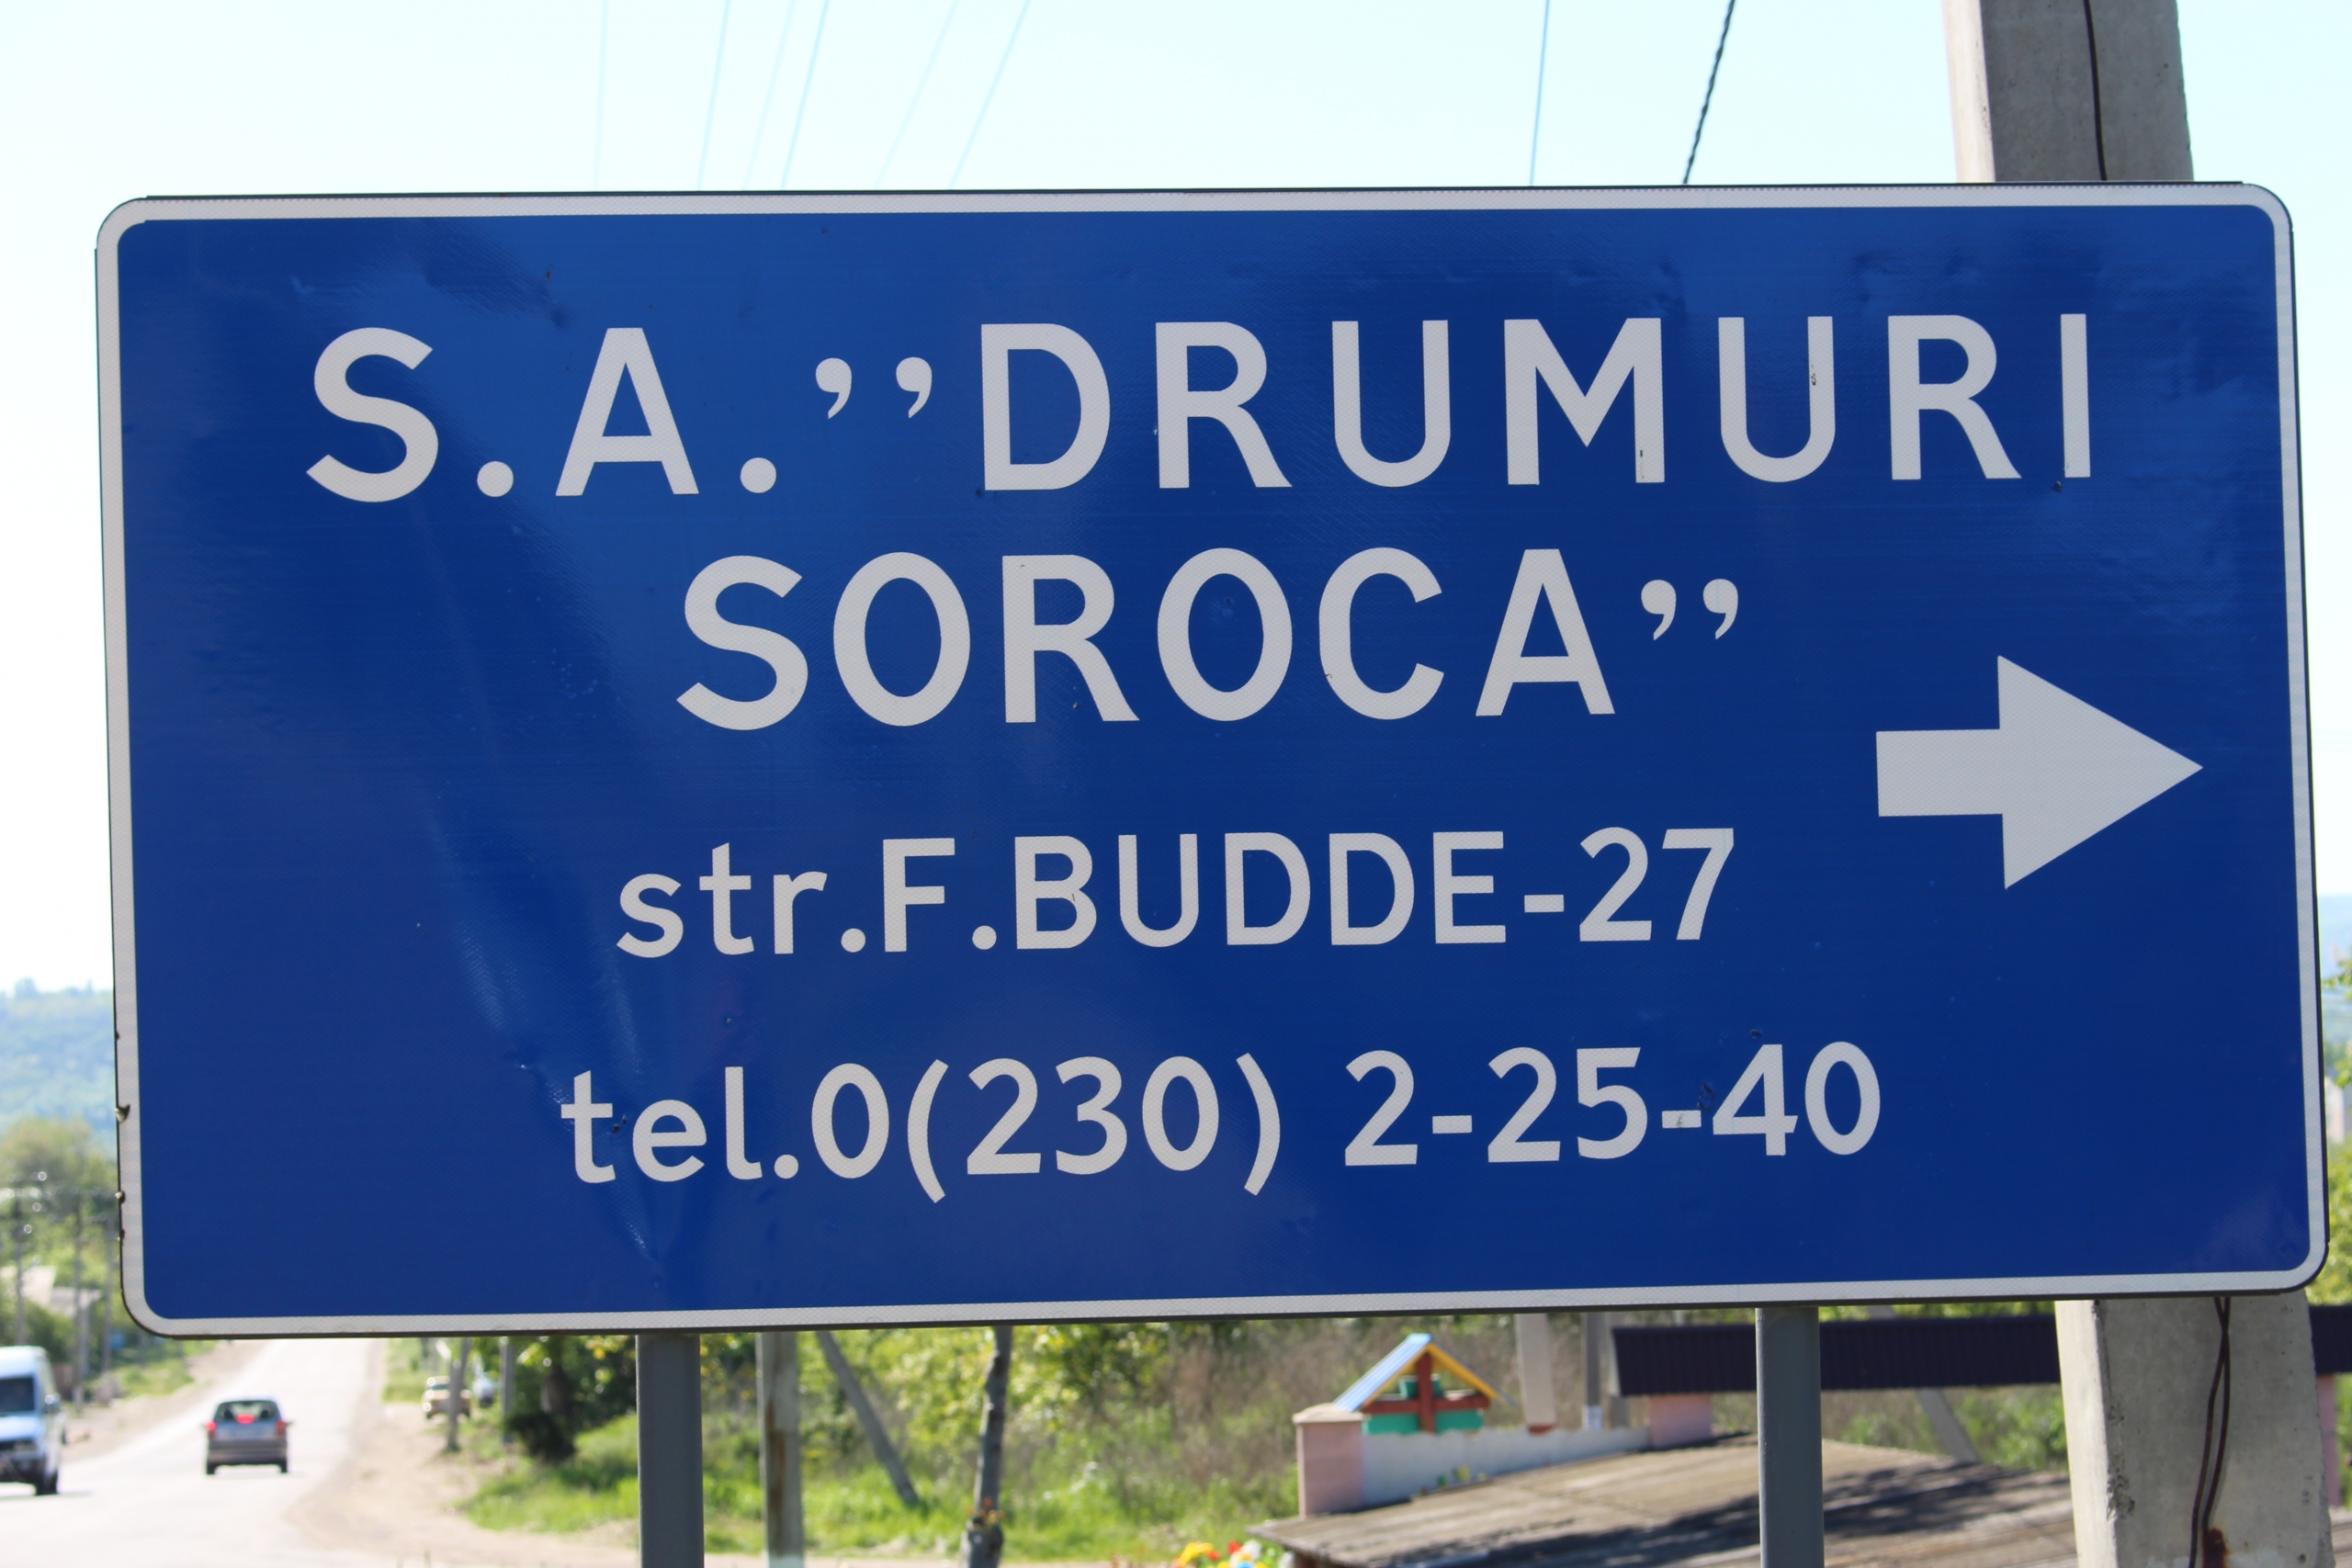 S.A.”DRUMURI
SOROCA”
str.F.BUDDE-27
tel.0(230) 2-25-40